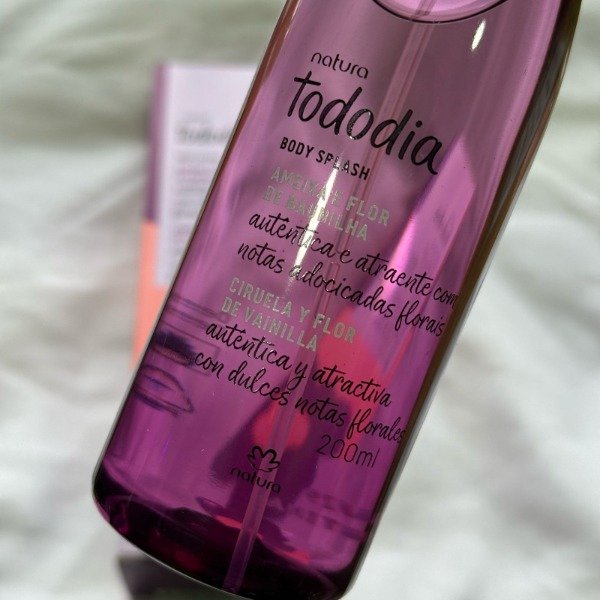 natura
tododia
BODY SPLASH
AMEIXA E FLOR
DE BAUNILHA
autêntica e atraente com
notas adocicadas florais
CIRUELA Y FLOR
DE VAINILLA
auténtica y atractiva
con dulces notas florales
200ml
natura